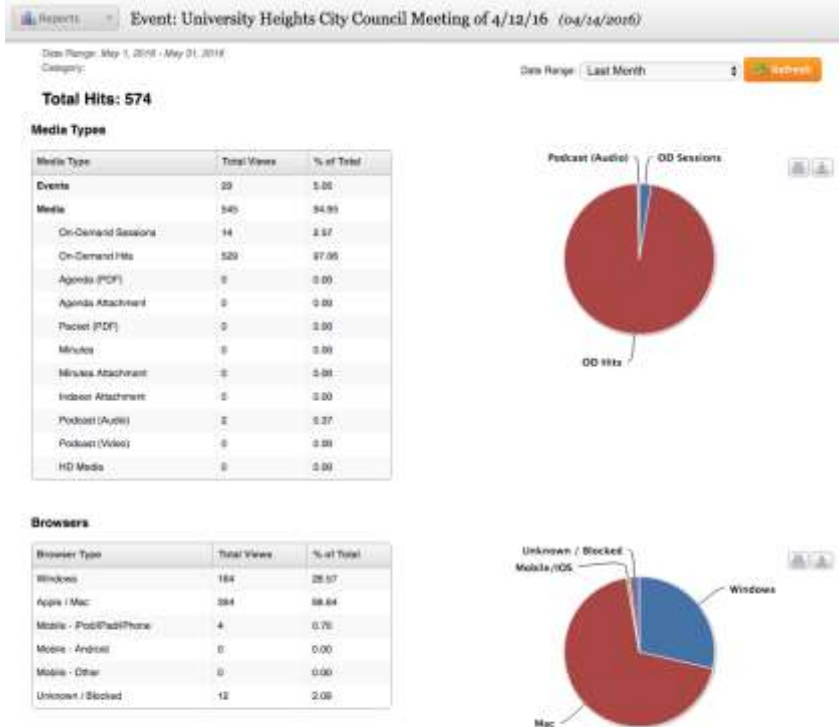 Reports
Event: University Heights City Council Meeting of 4/12/16 (04/14/2016)
Date Range: May 1, 2016 - May 31, 2016
Category:
Date Range: Last Month Refresh
Total Hits: 574
Media Types
Media Type Total Views % of Total
Events 29 5.05
Media 545 94.95
On-Demand Sessions 14 2.57
On-Demand Hits 529 97.06
Agenda (PDF) 0 0.00
Agenda Attachment 0 0.00
Packet (PDF) 0 0.00
Minutes 0 0.00
Minutes Attachment 0 0.00
Indexer Attachment 0 0.00
Podcast (Audio) 2 0.37
Podcast (Video) 0 0.00
HD Media 0 0.00
Podcast (Audio) OD Sessions
OD Hits
Browsers
Browser Type Total Views % of Total
Windows 164 28.57
Apple / Mac 394 68.64
Mobile - iPod/iPad/iPhone 4 0.70
Mobile - Android 0 0.00
Mobile - Other 0 0.00
Unknown / Blocked 12 2.09
Unknown / Blocked
Mobile/iOS
Windows
Mac